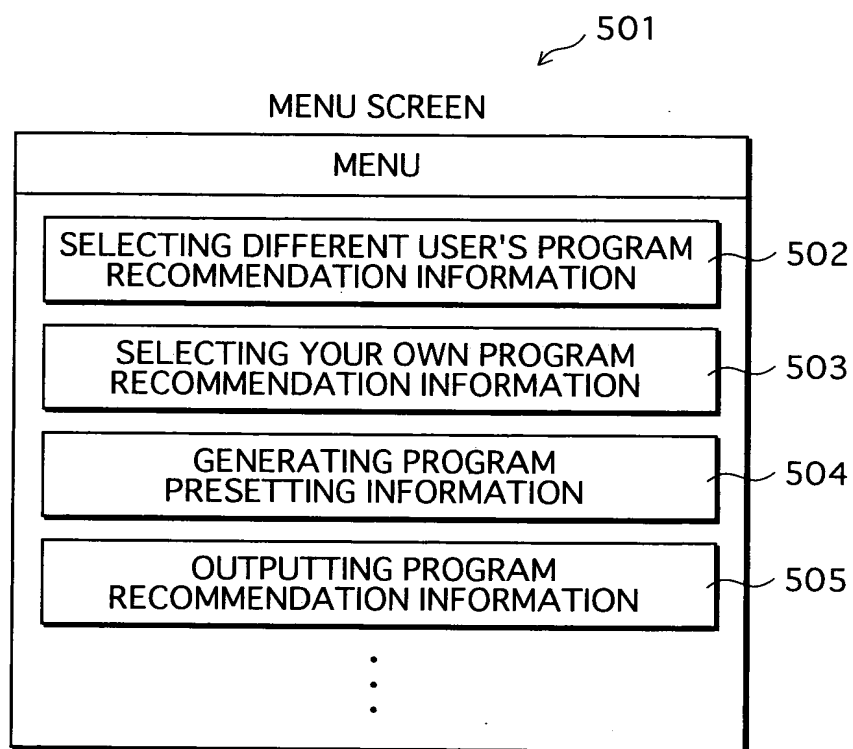 501
MENU SCREEN
MENU
SELECTING DIFFERENT USER'S PROGRAM
RECOMMENDATION INFORMATION
502
SELECTING YOUR OWN PROGRAM
RECOMMENDATION INFORMATION
503
GENERATING PROGRAM
PRESETTING INFORMATION
504
OUTPUTTING PROGRAM
RECOMMENDATION INFORMATION
505